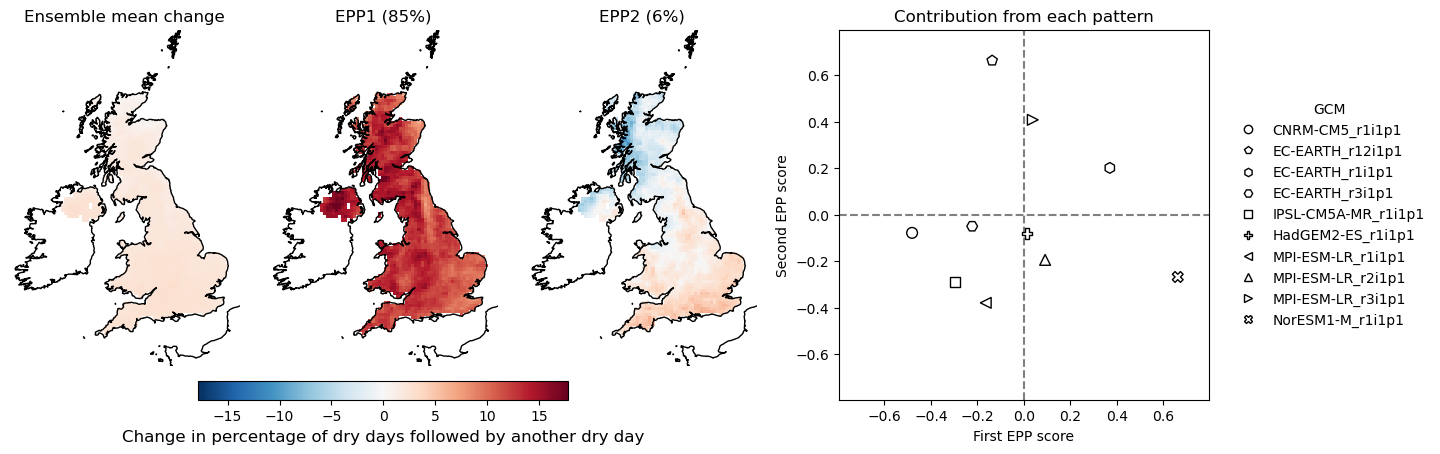 Ensemble mean change
EPP1 (85%)
EPP2 (6%)
−15 −10 −5 0 5 10 15
Change in percentage of dry days followed by another dry day
Contribution from each pattern
Second EPP score
0.6
0.4
0.2
0.0
−0.2
−0.4
−0.6
−0.6 −0.4 −0.2 0.0 0.2 0.4 0.6
First EPP score
GCM
CNRM-CM5_r1i1p1
EC-EARTH_r12i1p1
EC-EARTH_r1i1p1
EC-EARTH_r3i1p1
IPSL-CM5A-MR_r1i1p1
HadGEM2-ES_r1i1p1
MPI-ESM-LR_r1i1p1
MPI-ESM-LR_r2i1p1
MPI-ESM-LR_r3i1p1
NorESM1-M_r1i1p1